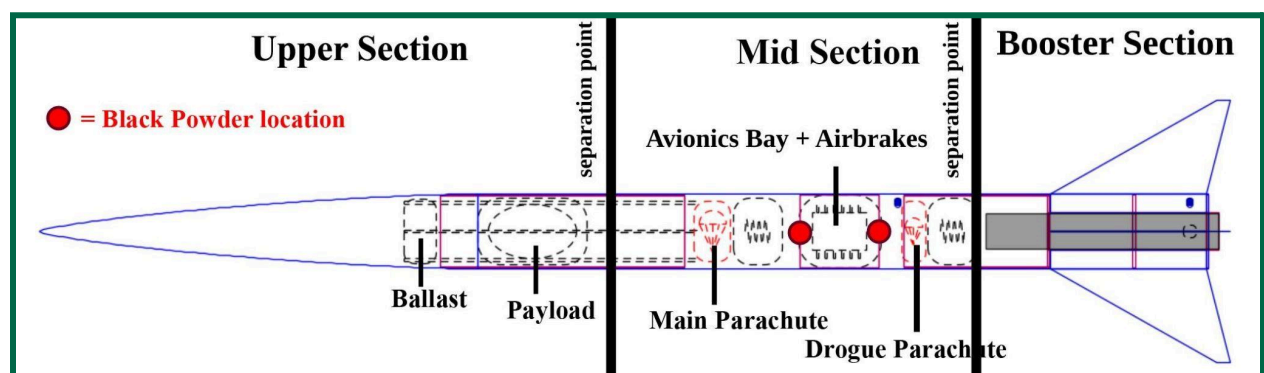 Upper Section
separation point
Mid Section
separation point
Booster Section
= Black Powder location
Avionics Bay + Airbrakes
Ballast
Payload
Main Parachute
Drogue Parachute